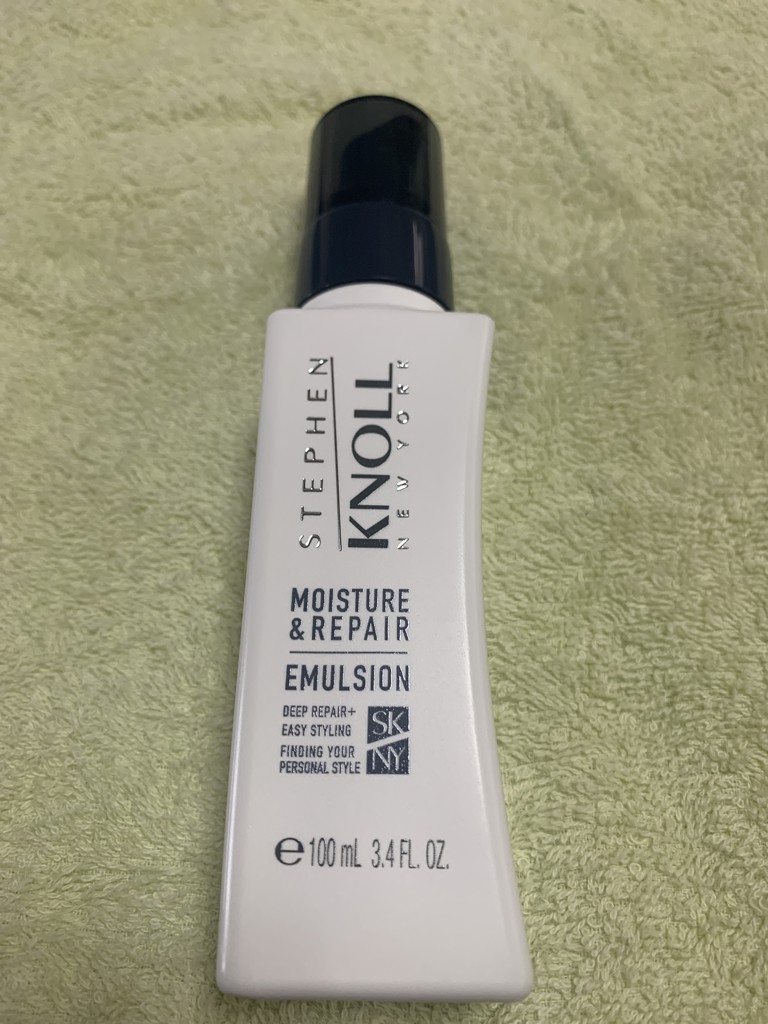 STEPHEN
KNOLL
NEW YORK
MOISTURE
& REPAIR
EMULSION
DEEP REPAIR+
EASY STYLING
FINDING YOUR
PERSONAL STYLE
SK
NY
℮ 100 mL 3.4 FL. OZ.